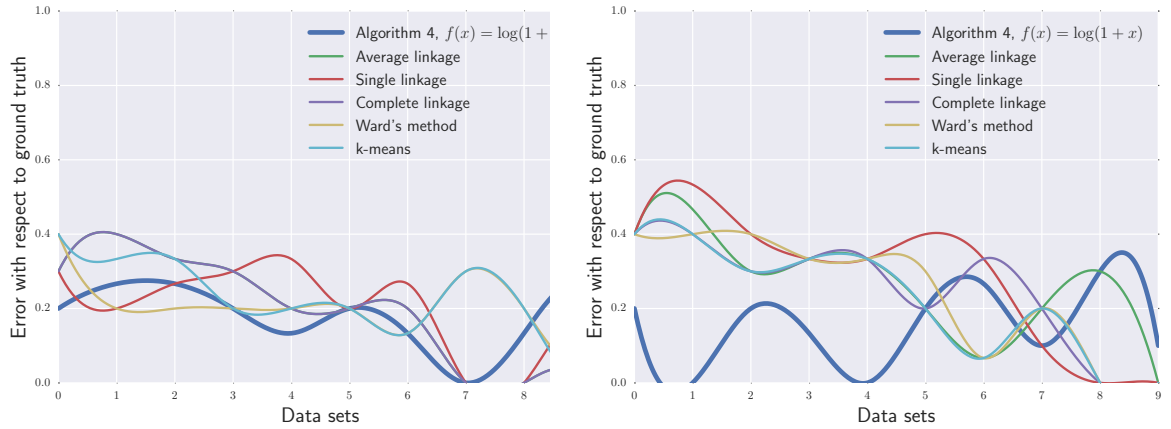 Error with respect to ground truth
1.0
0.8
0.6
0.4
0.2
0.0
Algorithm 4, f(x) = log(1 +
Average linkage
Single linkage
Complete linkage
Ward's method
k-means
0 1 2 3 4 5 6 7 8
Data sets
Error with respect to ground truth
1.0
0.8
0.6
0.4
0.2
0.0
Algorithm 4, f(x) = log(1 + x)
Average linkage
Single linkage
Complete linkage
Ward's method
k-means
0 1 2 3 4 5 6 7 8 9
Data sets